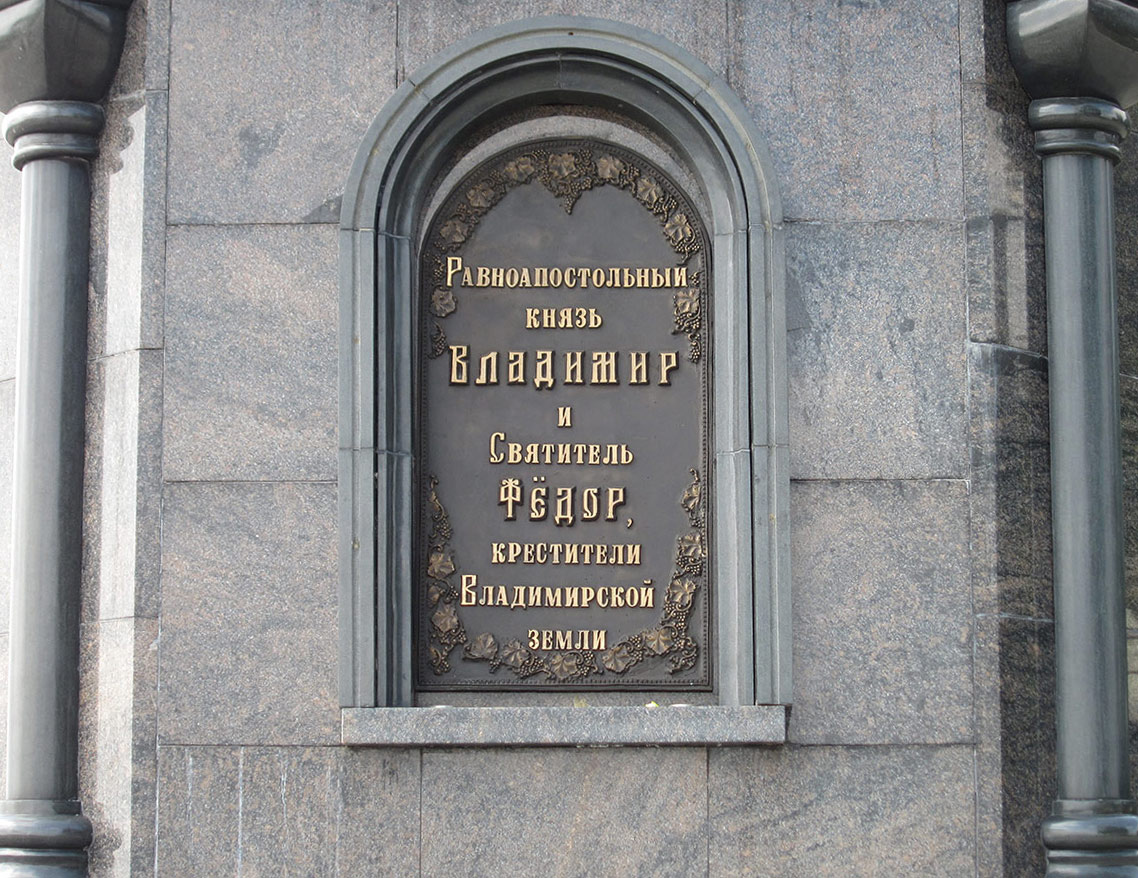 Равноапостольный
князь
Владимир
и
Святитель
Фёдор,
крестители
Владимирской
земли